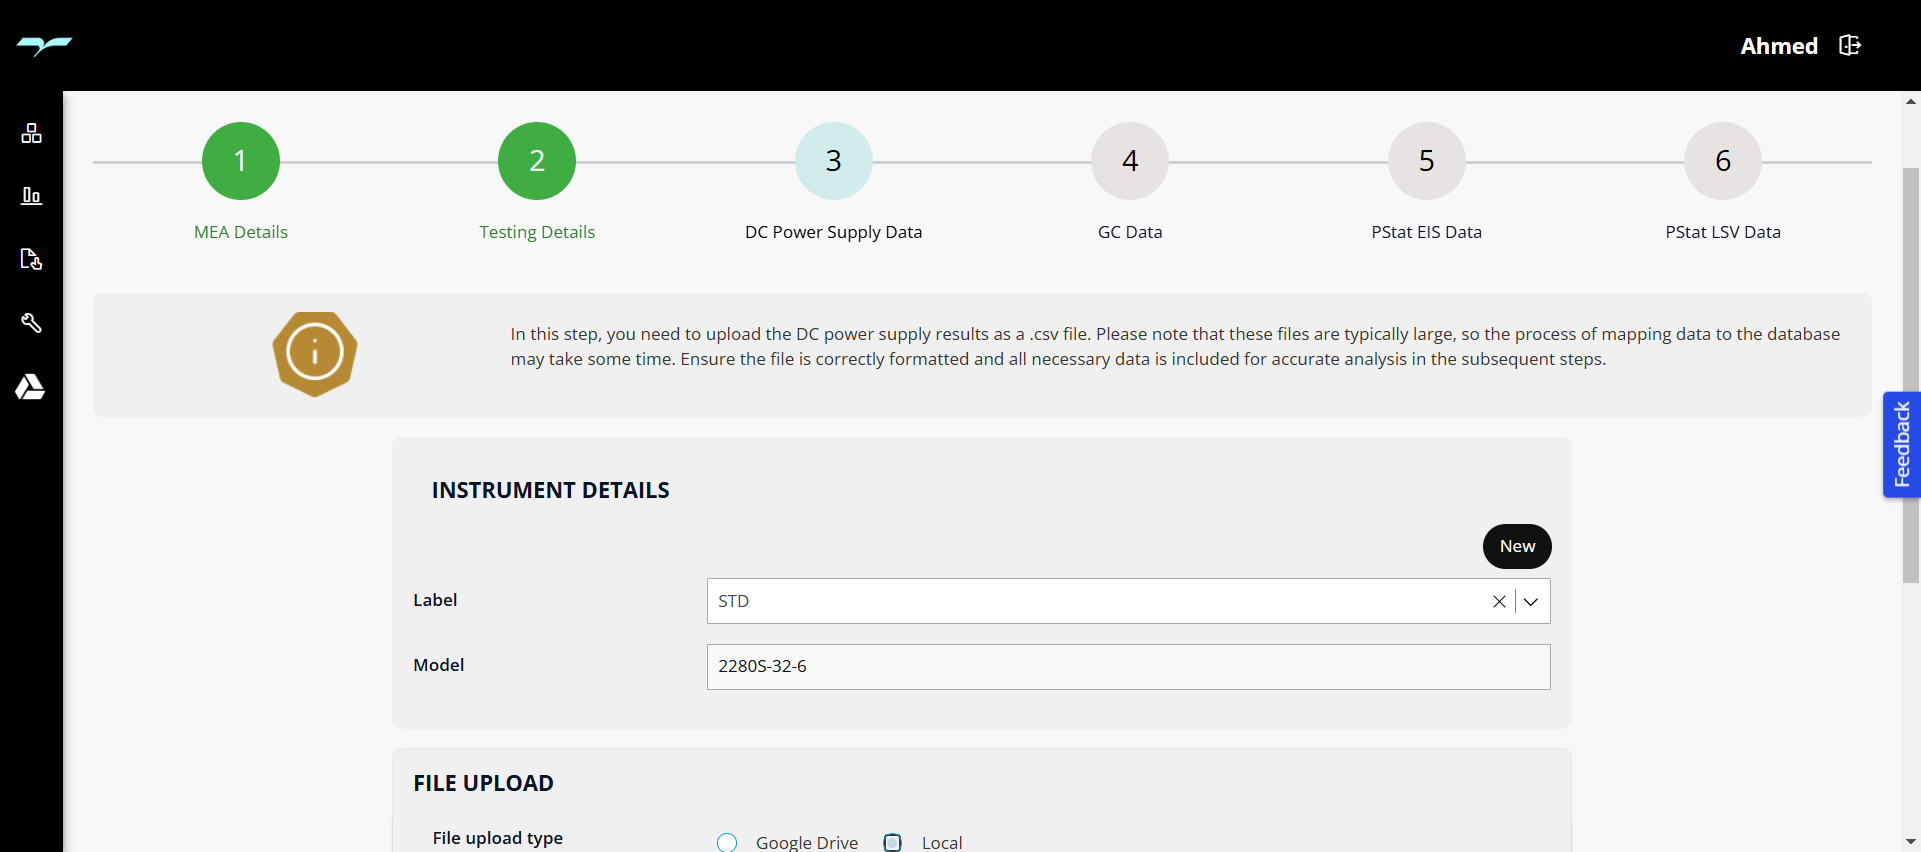 Ahmed
1
2
3
4
5
6
MEA Details
Testing Details
DC Power Supply Data
GC Data
PStat EIS Data
PStat LSV Data
In this step, you need to upload the DC power supply results as a .csv file. Please note that these files are typically large, so the process of mapping data to the database
may take some time. Ensure the file is correctly formatted and all necessary data is included for accurate analysis in the subsequent steps.
Feedback
INSTRUMENT DETAILS
New
Label
STD
Model
2280S-32-6
FILE UPLOAD
File upload type
Google Drive
Local